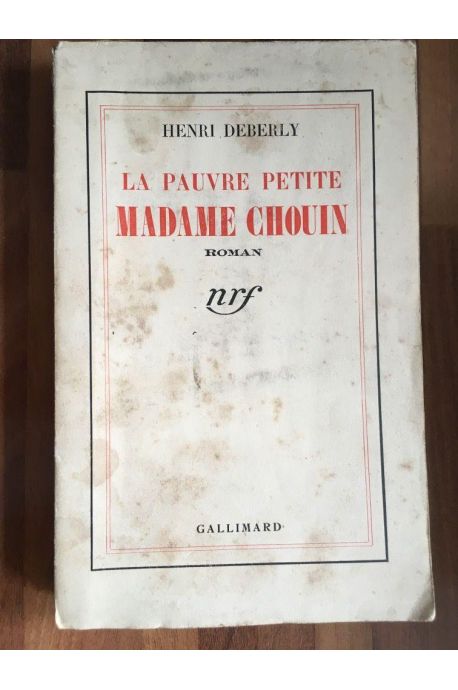 HENRI DEBERLY
LA PAUVRE PETITE
MADAME CHOUIN
ROMAN
nrf
GALLIMARD